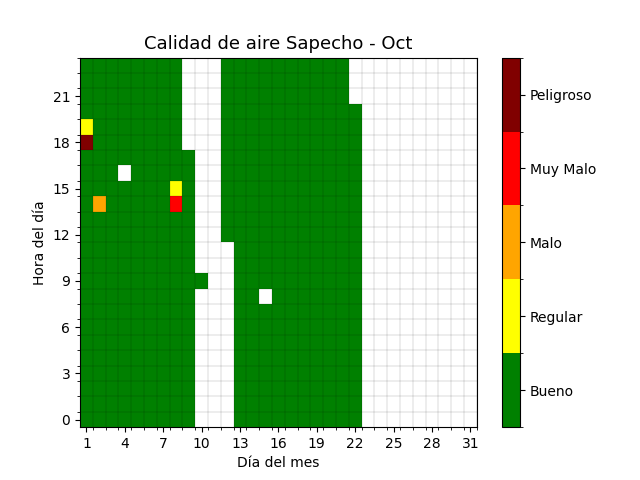 Calidad de aire Sapecho - Oct
Hora del día
21
18
15
12
9
6
3
0
1 4 7 10 13 16 19 22 25 28 31
Día del mes
Peligroso
Muy Malo
Malo
Regular
Bueno